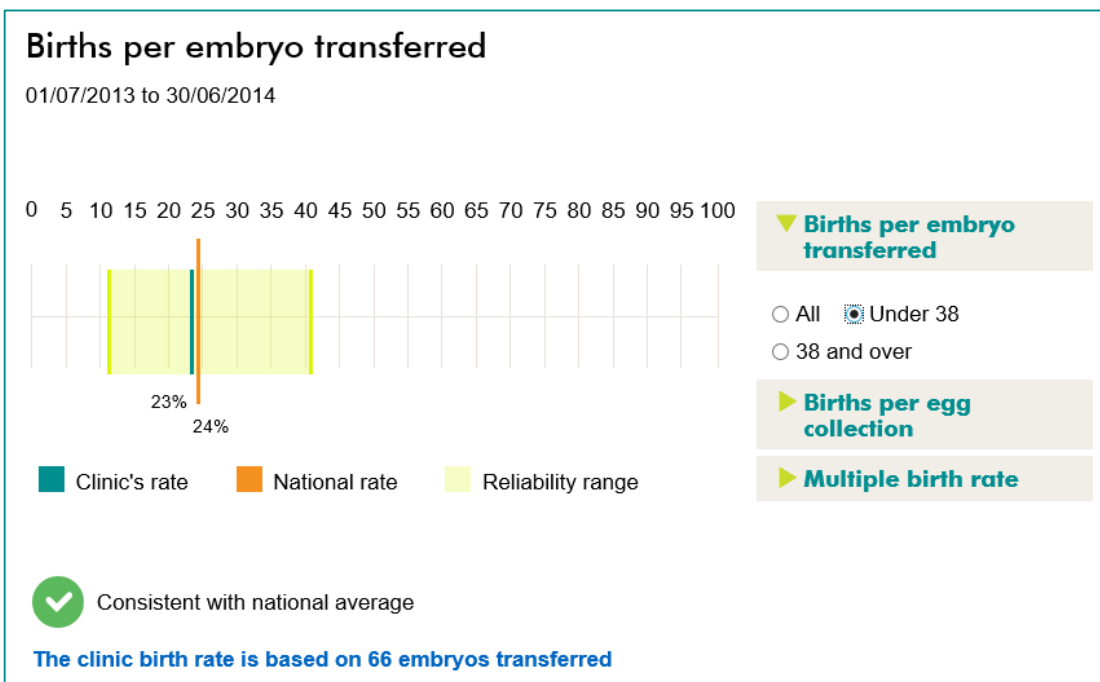 Births per embryo transferred
01/07/2013 to 30/06/2014
0 5 10 15 20 25 30 35 40 45 50 55 60 65 70 75 80 85 90 95 100
23%
24%
Clinic's rate National rate Reliability range
Births per embryo
transferred
All Under 38
38 and over
Births per egg
collection
Multiple birth rate
Consistent with national average
The clinic birth rate is based on 66 embryos transferred